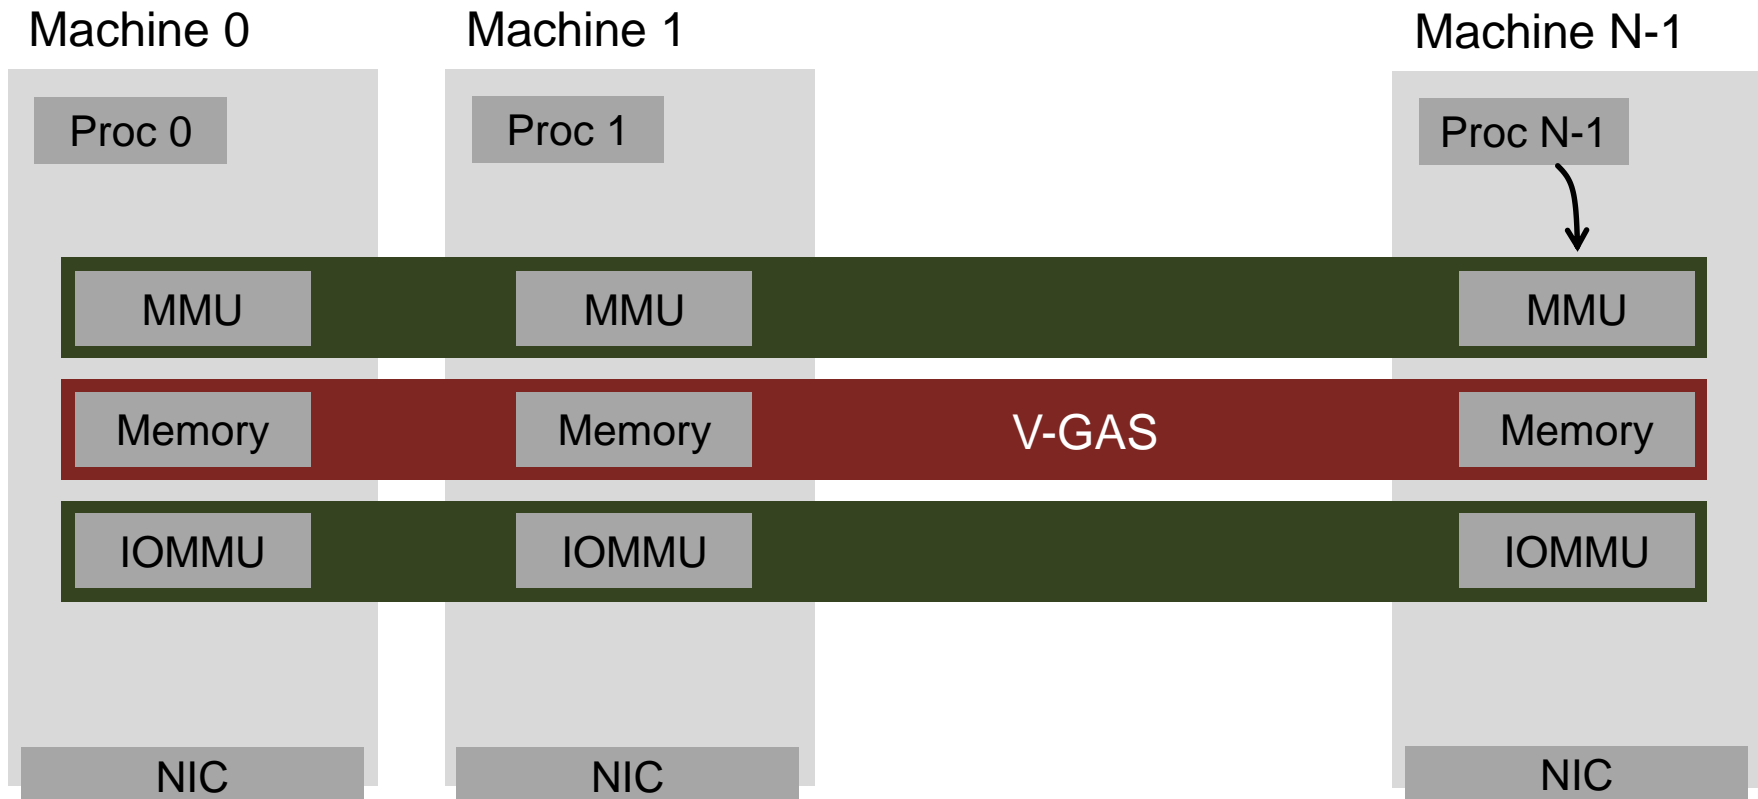 Machine 0
Machine 1
Machine N-1
Proc 0
Proc 1
Proc N-1
MMU
MMU
MMU
Memory
Memory
V-GAS
Memory
IOMMU
IOMMU
IOMMU
NIC
NIC
NIC